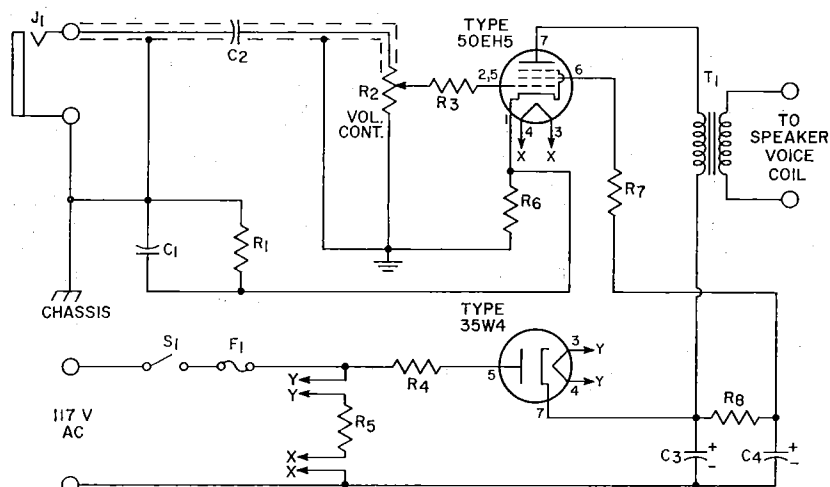 J1
C2
TYPE
50EH5
7
R2
VOL.
CONT.
R3
2,5
6
1
4
3
X
X
T1
TO
SPEAKER
VOICE
COIL
R6
R7
C1
R1
CHASSIS
TYPE
35W4
S1
F1
Y
Y
R4
5
3
Y
4
Y
7
117 V
AC
R5
X
X
R8
C3
+
-
C4
+
-